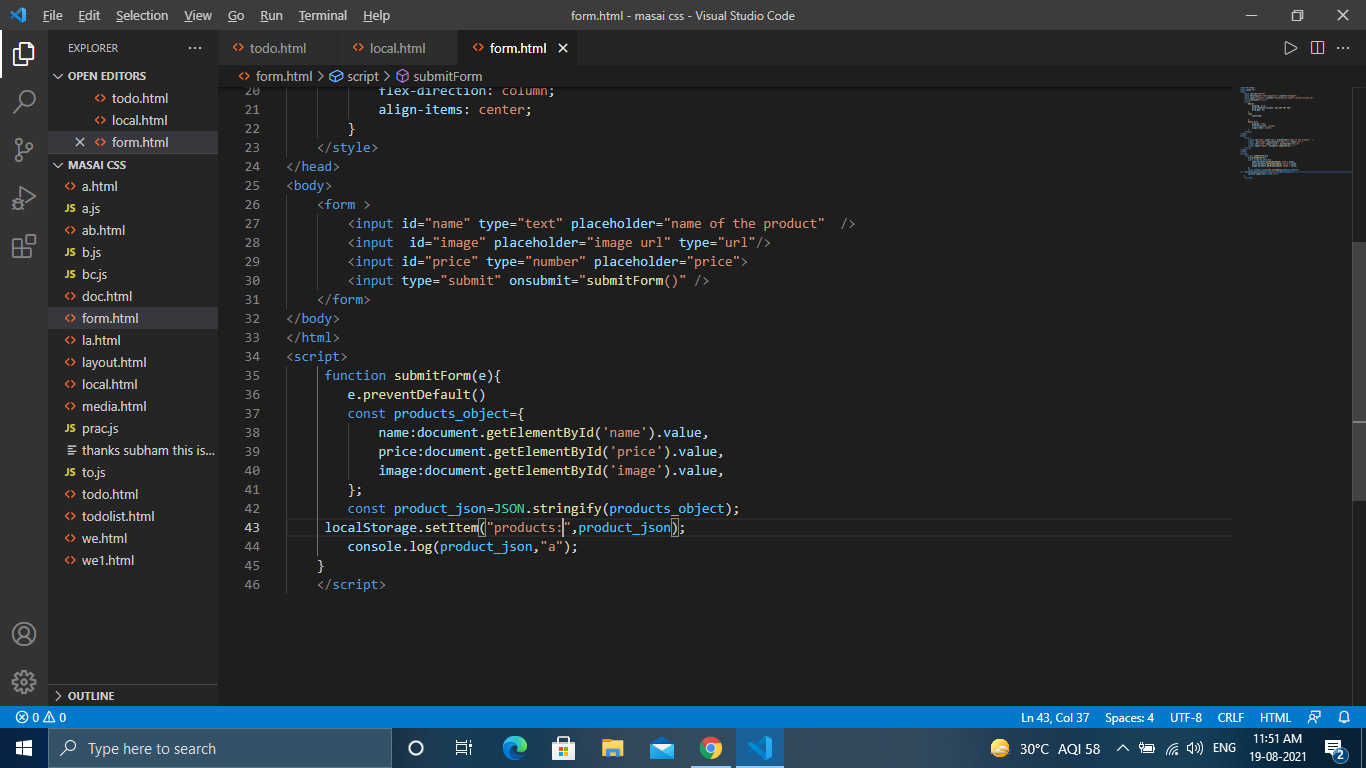 File Edit Selection View Go Run Terminal Help form.html - masai css - Visual Studio Code
EXPLORER
todo.html local.html form.html
form.html > script > submitForm
OPEN EDITORS
todo.html
local.html
form.html
MASAI CSS
a.html
a.js
ab.html
b.js
bc.js
doc.html
form.html
la.html
layout.html
local.html
media.html
prac.js
thanks subham this is...
to.js
todo.html
todolist.html
we.html
we1.html
OUTLINE
20 flex-direction: column;
21 align-items: center;
22 }
23 </style>
24 </head>
25 <body>
26 <form >
27 <input id="name" type="text" placeholder="name of the product"  />
28 <input  id="image" placeholder="image url" type="url"/>
29 <input id="price" type="number" placeholder="price">
30 <input type="submit" onsubmit="submitForm()" />
31 </form>
32 </body>
33 </html>
34 <script>
35 function submitForm(e){
36 e.preventDefault()
37 const products_object={
38 name:document.getElementById('name').value,
39 price:document.getElementById('price').value,
40 image:document.getElementById('image').value,
41 };
42 const product_json=JSON.stringify(products_object);
43 localStorage.setItem("products:",product_json);
44 console.log(product_json,"a");
45 }
46 </script>
0 0 Ln 43, Col 37 Spaces: 4 UTF-8 CRLF HTML
Type here to search 30°C AQI 58 ENG 11:51 AM
19-08-2021 2